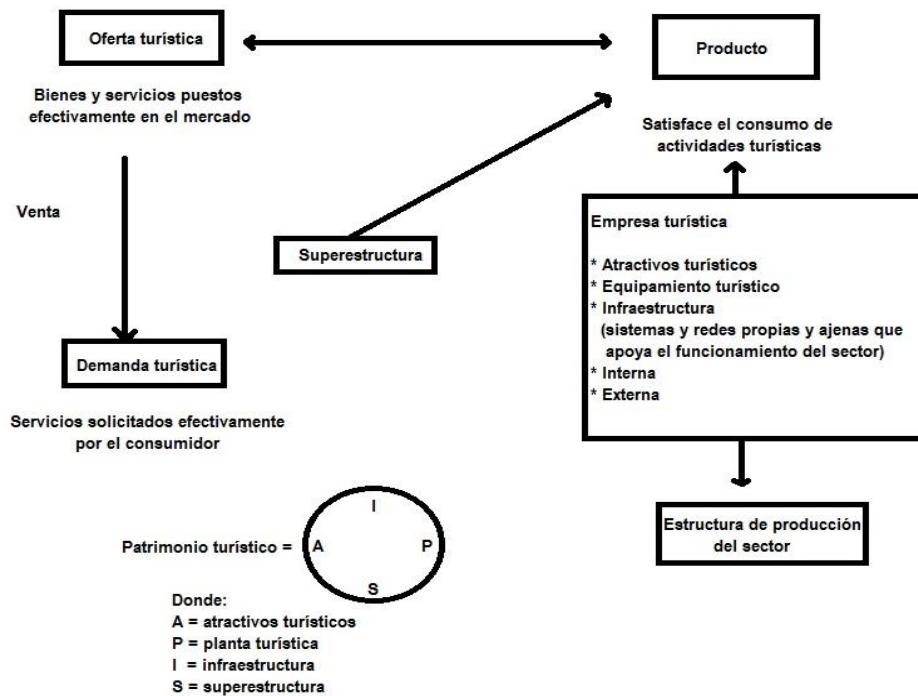 Oferta turística
Producto
Bienes y servicios puestos
efectivamente en el mercado
Satisface el consumo de
actividades turísticas
Venta
Superestructura
Empresa turística
* Atractivos turísticos
* Equipamiento turístico
* Infraestructura
(sistemas y redes propias y ajenas que
apoya el funcionamiento del sector)
* Interna
* Externa
Demanda turística
Servicios solicitados efectivamente
por el consumidor
Estructura de producción
del sector
Patrimonio turístico =
I
A
P
S
Donde:
A = atractivos turísticos
P = planta turística
I = infraestructura
S = superestructura